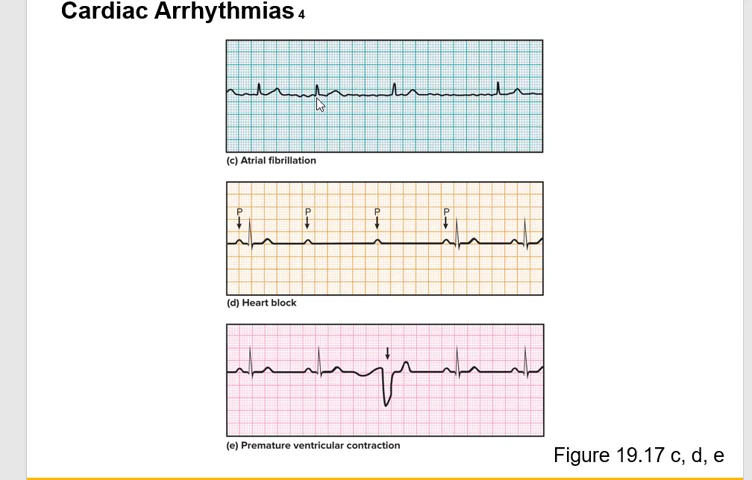 Cardiac Arrhythmias 4
(c) Atrial fibrillation
P P P P
(d) Heart block
(e) Premature ventricular contraction
Figure 19.17 c, d, e